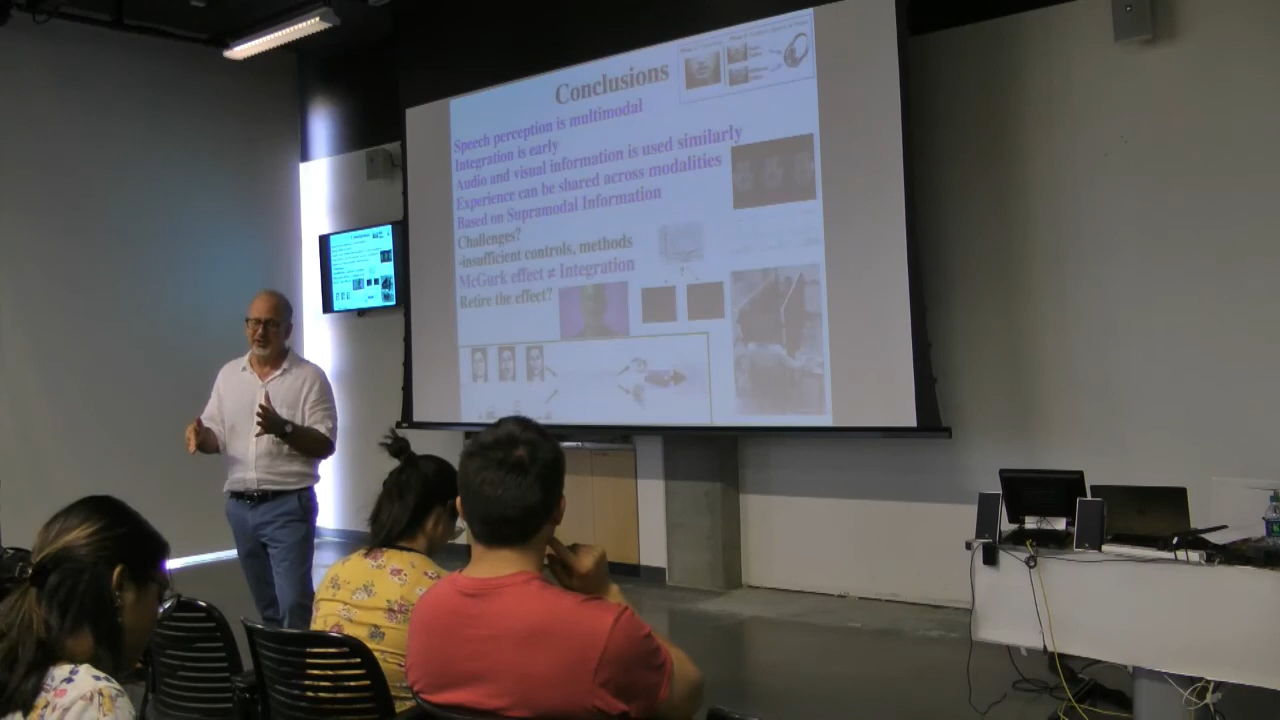 Conclusions
Speech perception is multimodal
Integration is early
Audio and visual information is used similarly
Experience can be shared across modalities
Based on Supramodal Information
Challenges?
-insufficient controls, methods
McGurk effect ≠ Integration
Retire the effect?